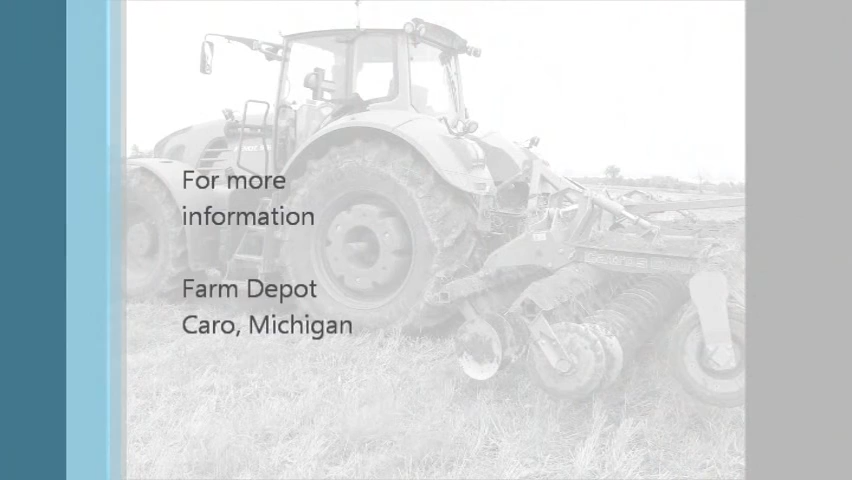 For more
information
Farm Depot
Caro, Michigan